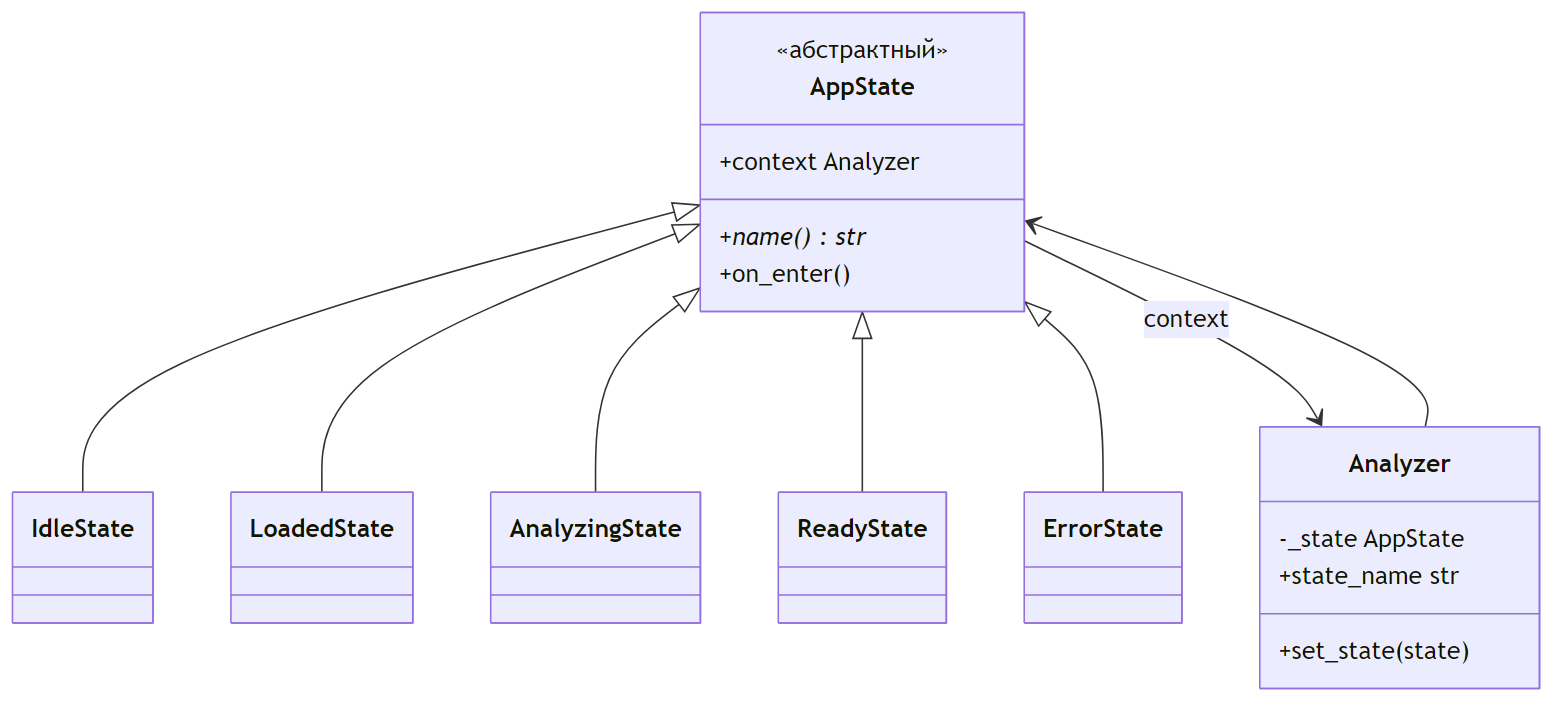 «абстрактный»
AppState
+context Analyzer
+name() : str
+on_enter()
context
IdleState
LoadedState
AnalyzingState
ReadyState
ErrorState
Analyzer
-_state AppState
+state_name str
+set_state(state)